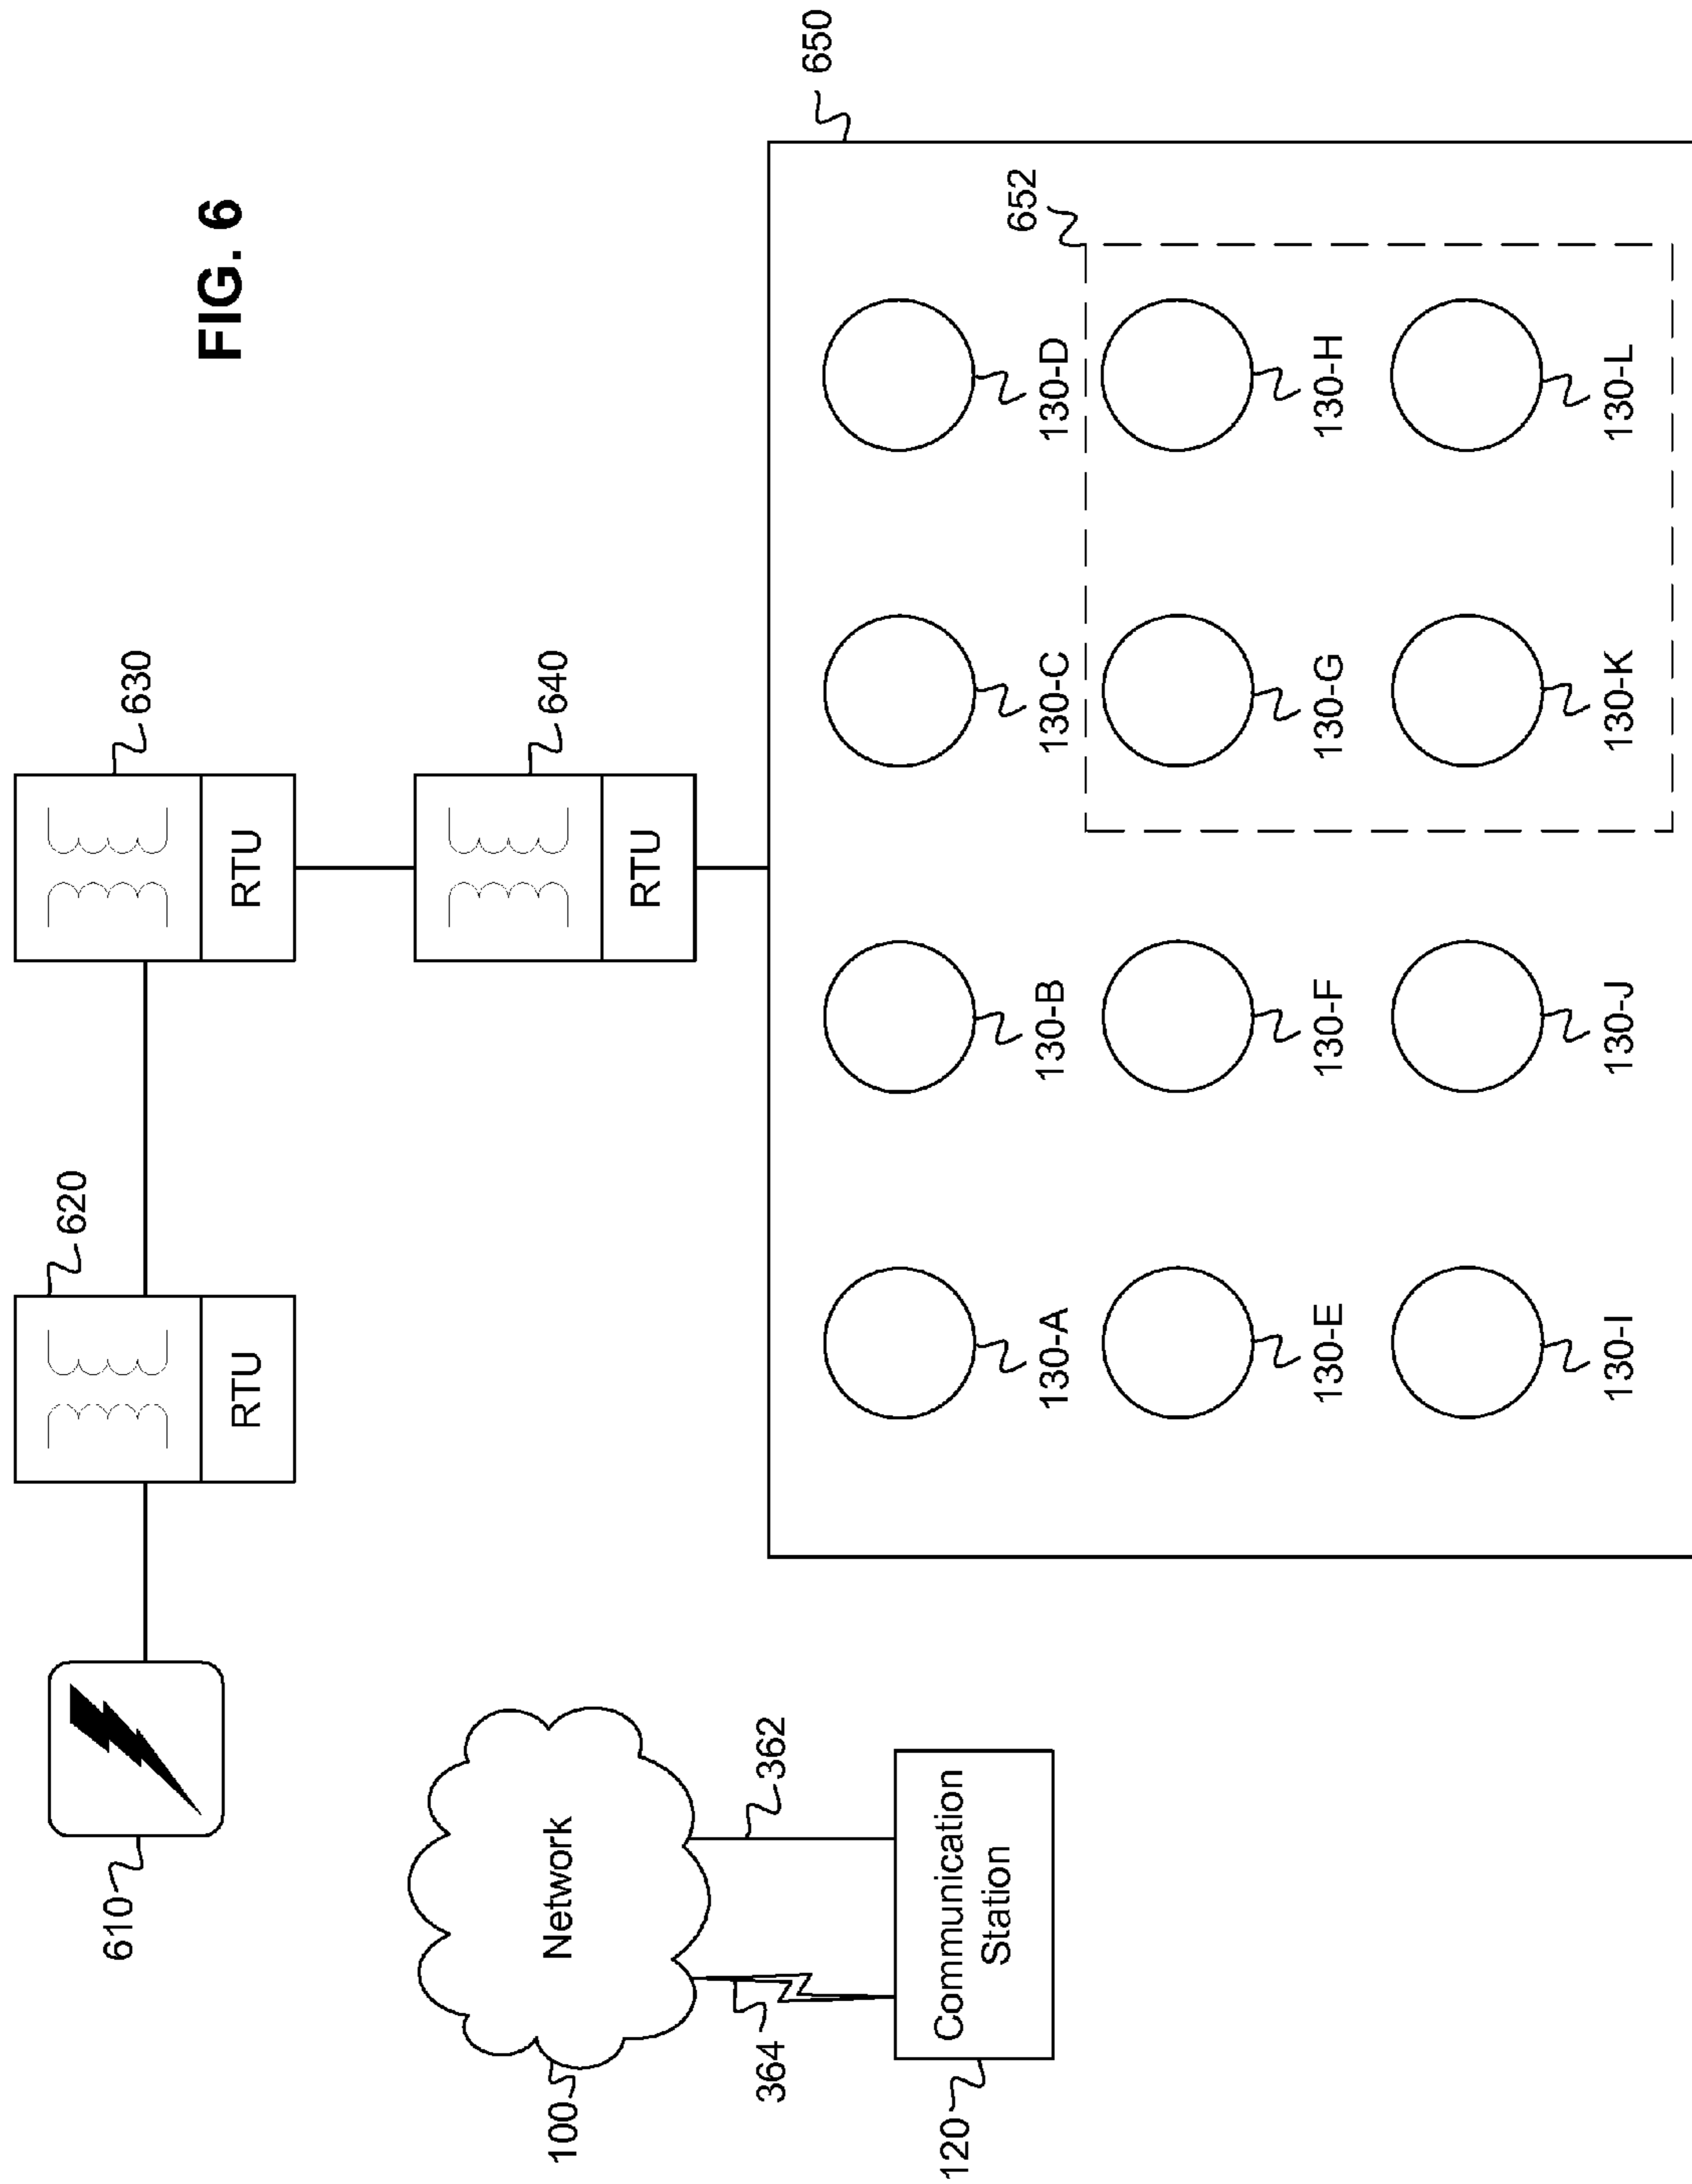 FIG. 6
610
620
RTU
630
RTU
640
RTU
100
Network
364
362
120
Communication
Station
650
652
130-A
130-B
130-C
130-D
130-E
130-F
130-G
130-H
130-I
130-J
130-K
130-L